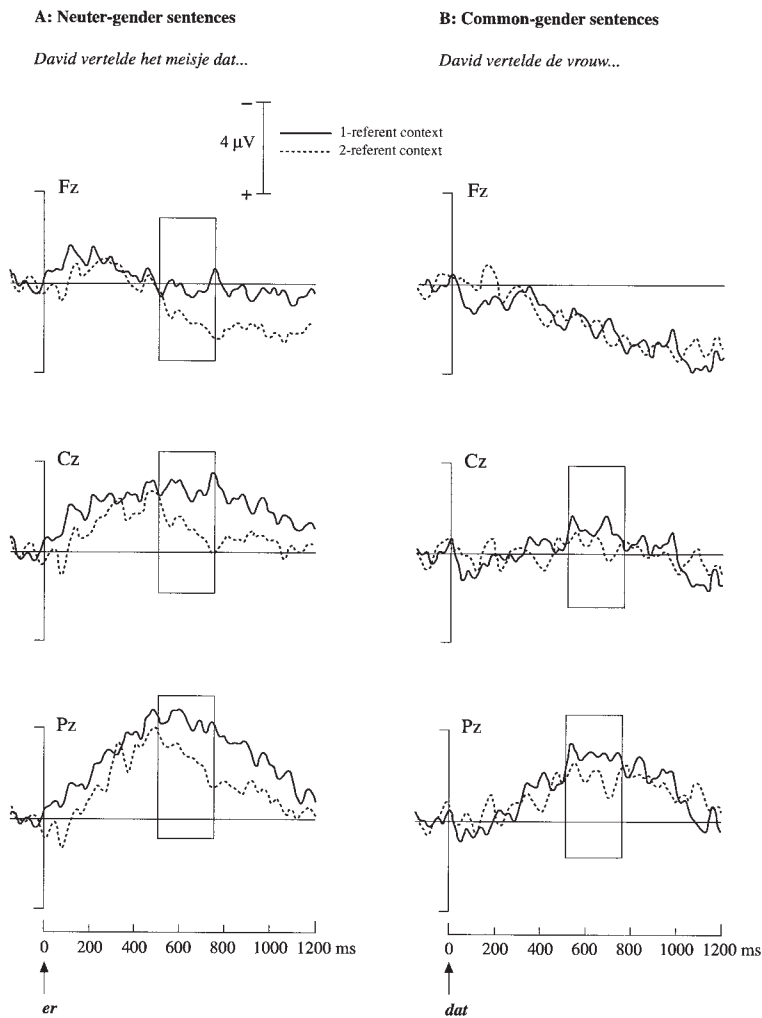 A: Neuter-gender sentences
David vertelde het meisje dat...
B: Common-gender sentences
David vertelde de vrouw...
−
4 μV
+
1-referent context
2-referent context
Fz
Fz
Cz
Cz
Pz
Pz
0 200 400 600 800 1000 1200 ms
0 200 400 600 800 1000 1200 ms
er
dat